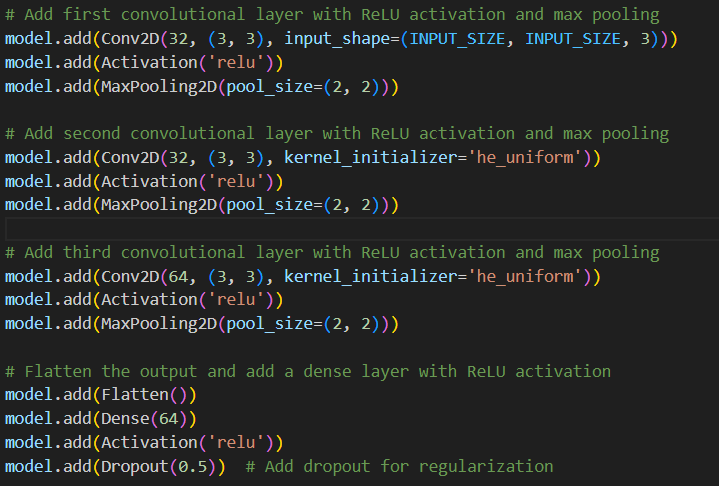 # Add first convolutional layer with ReLU activation and max pooling
model.add(Conv2D(32, (3, 3), input_shape=(INPUT_SIZE, INPUT_SIZE, 3)))
model.add(Activation('relu'))
model.add(MaxPooling2D(pool_size=(2, 2)))
# Add second convolutional layer with ReLU activation and max pooling
model.add(Conv2D(32, (3, 3), kernel_initializer='he_uniform'))
model.add(Activation('relu'))
model.add(MaxPooling2D(pool_size=(2, 2)))
# Add third convolutional layer with ReLU activation and max pooling
model.add(Conv2D(64, (3, 3), kernel_initializer='he_uniform'))
model.add(Activation('relu'))
model.add(MaxPooling2D(pool_size=(2, 2)))
# Flatten the output and add a dense layer with ReLU activation
model.add(Flatten())
model.add(Dense(64))
model.add(Activation('relu'))
model.add(Dropout(0.5))  # Add dropout for regularization